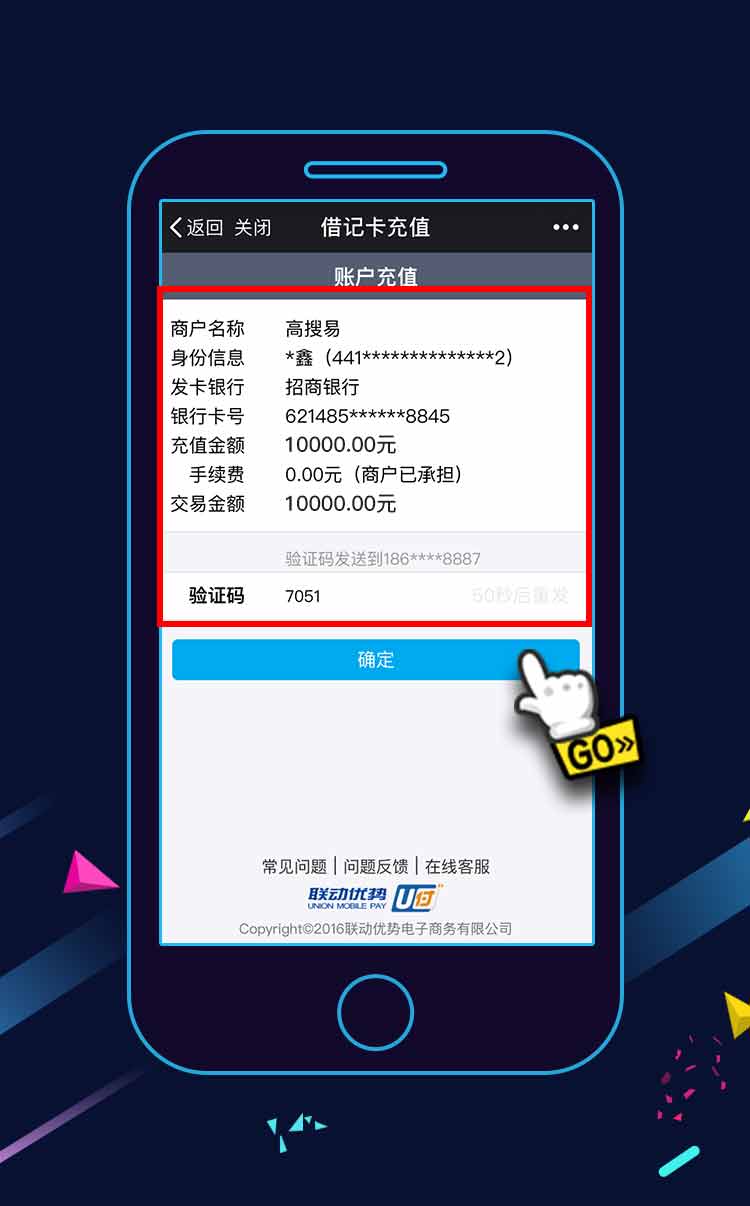 返回 关闭 借记卡充值
账户充值
商户名称 高搜易
身份信息 *鑫（441**************2）
发卡银行 招商银行
银行卡号 621485******8845
充值金额 10000.00元
手续费 0.00元（商户已承担）
交易金额 10000.00元
验证码发送到186****8887
验证码 7051 50秒后重发
确定
GO»
常见问题 | 问题反馈 | 在线客服
联动优势 U付
UNION MOBILE PAY
Copyright©2016联动优势电子商务有限公司